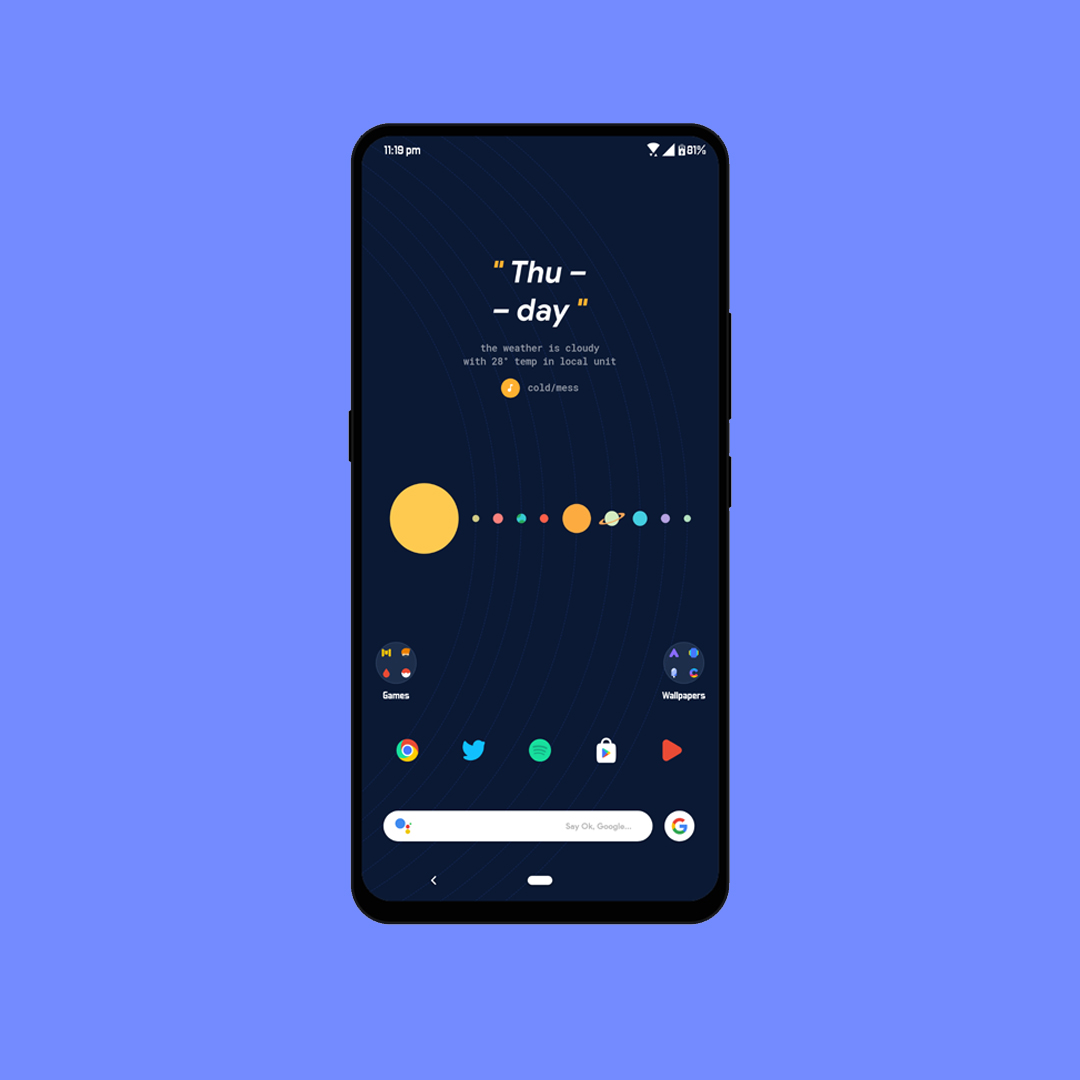 11:19 pm 81%
" Thu –
– day "
the weather is cloudy
with 28° temp in local unit
cold/mess
Games Wallpapers
Say Ok, Google...
G